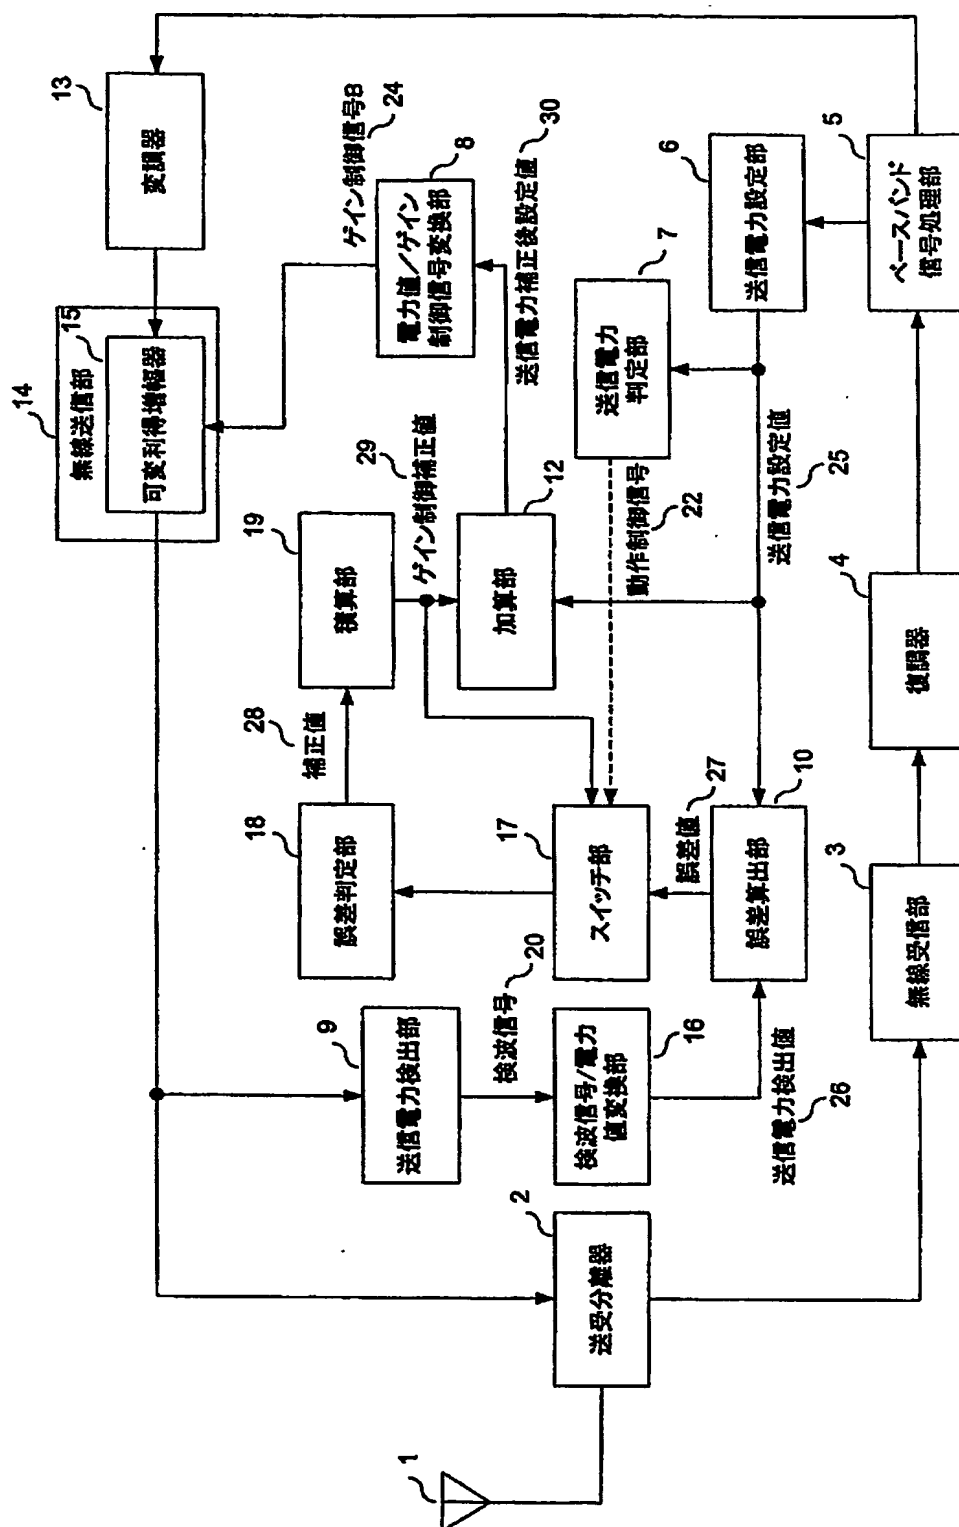 14
無線送信部
15
可変利得増幅器
13
変調器
ゲイン制御信号B
24
8
電力値／ゲイン
制御信号変換部
送信電力補正後設定値
30
19
積算部
29
ゲイン制御補正値
12
加算部
18
誤差判定部
28
補正値
7
送信電力
判定部
動作制御信号
22
6
送信電力設定部
送信電力設定値
25
5
ベースバンド
信号処理部
9
送信電力検出部
検波信号
20
16
検波信号/電力
値変換部
送信電力検出値
26
17
スイッチ部
誤差値
27
10
誤差算出部
4
復調器
3
無線受信部
2
送受分離器
1